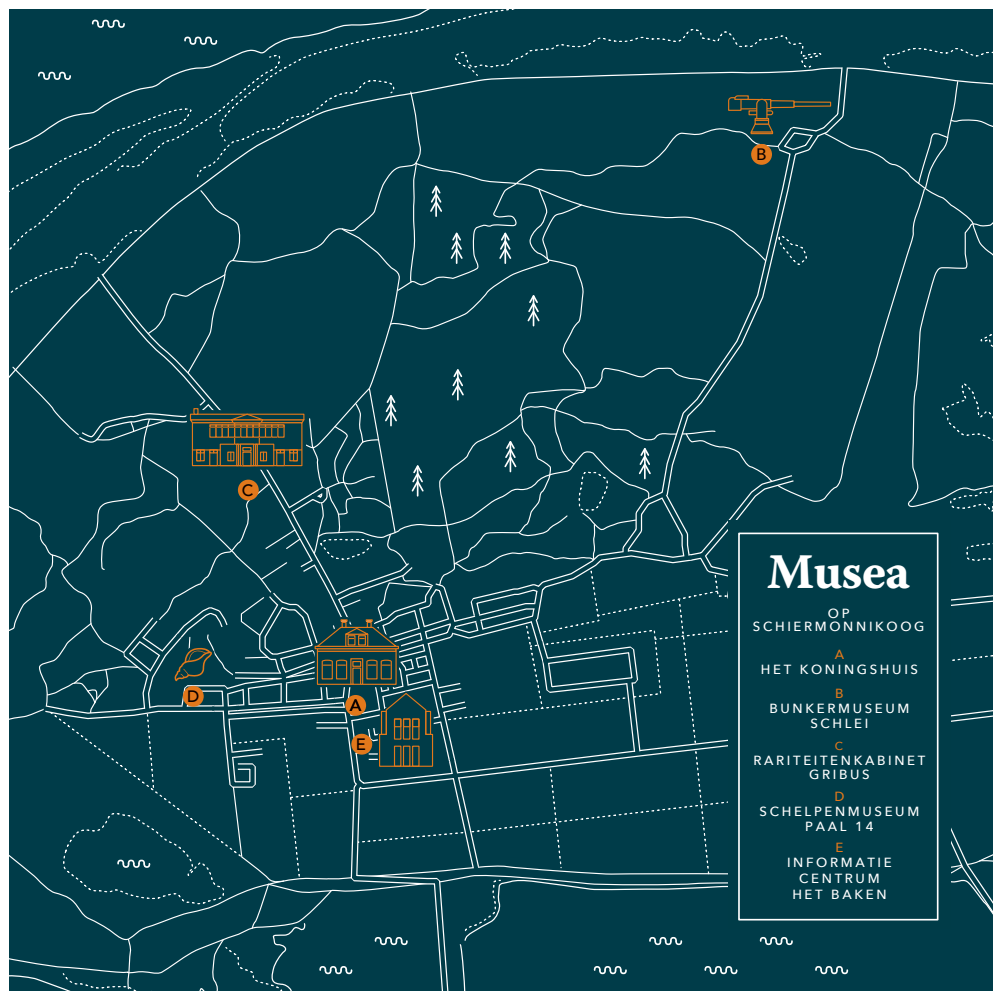 B
C
D
A
E
Musea
OP
SCHIERMONNIKOOG
A
HET KONINGSHUIS
B
BUNKERMUSEUM
SCHLEI
C
RARITEITENKABINET
GRIBUS
D
SCHELPENMUSEUM
PAAL 14
E
INFORMATIE
CENTRUM
HET BAKEN